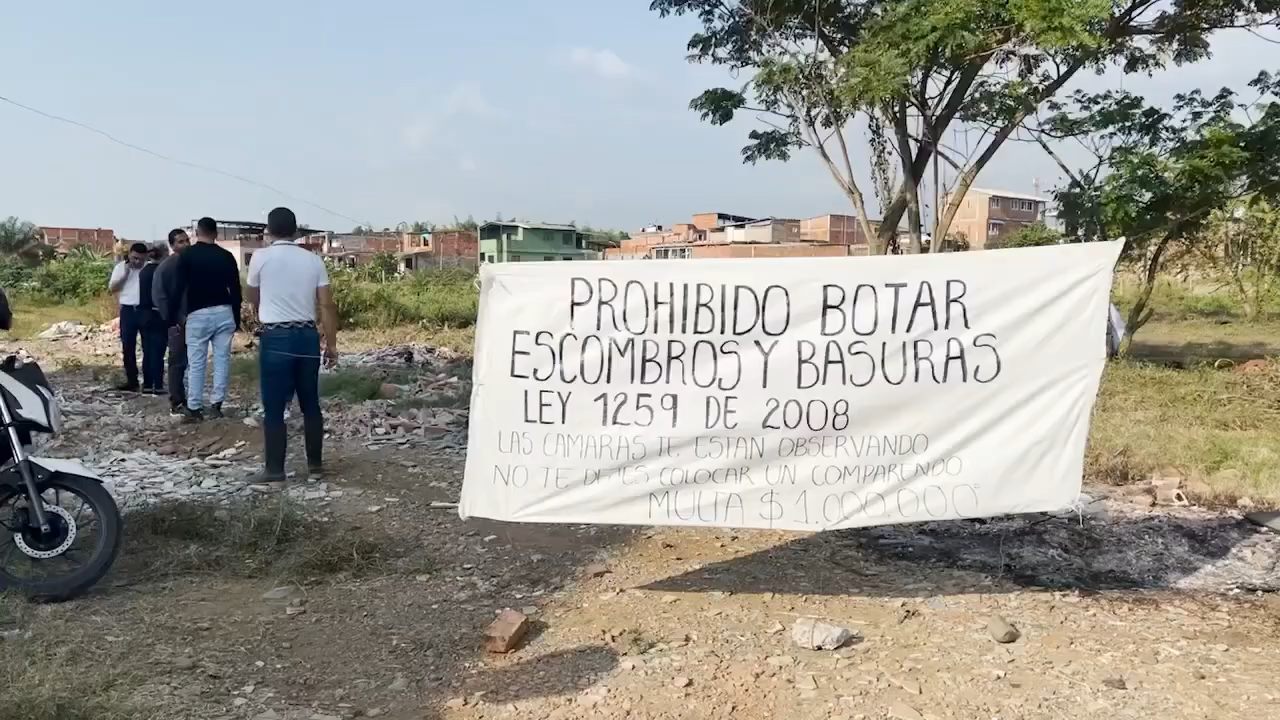 PROHIBIDO BOTAR
ESCOMBROS Y BASURAS
LEY 1259 DE 2008
LAS CAMARAS TE ESTAN OBSERVANDO
NO TE DEJES COLOCAR UN COMPARENDO
MULTA $1.000.000